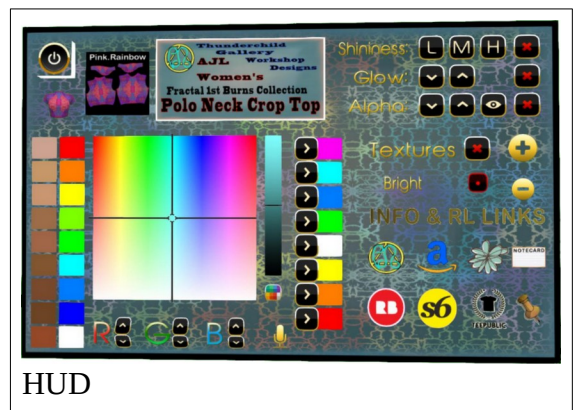 Pink.Rainbow
Thunderchild
Gallery
AJL Workshop
Designs
Women's
Fractal 1st Burns Collection
Polo Neck Crop Top
Shininess: L M H
Glow:
Alpha:
Textures
Bright
INFO & RL LINKS
a
NOTECARD
RB
s6
TEEPUBLIC
R G B
HUD